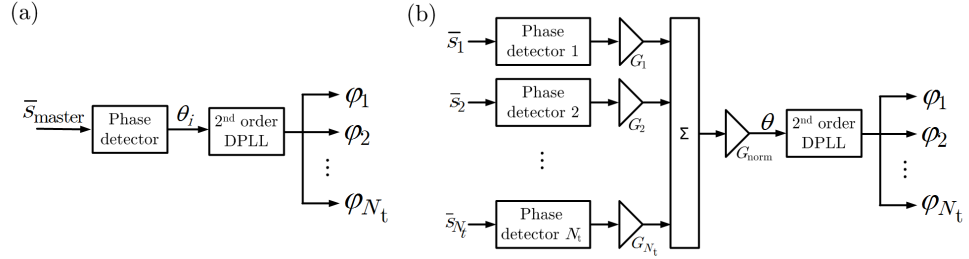 (a)
s̅master
Phase
detector
θi
2nd order
DPLL
φ1
φ2
⋮
φNt
(b)
s̅1
Phase
detector 1
G1
s̅2
Phase
detector 2
G2
⋮
s̅Nt
Phase
detector Nt
GNt
Σ
Gnorm
θ
2nd order
DPLL
φ1
φ2
⋮
φNt